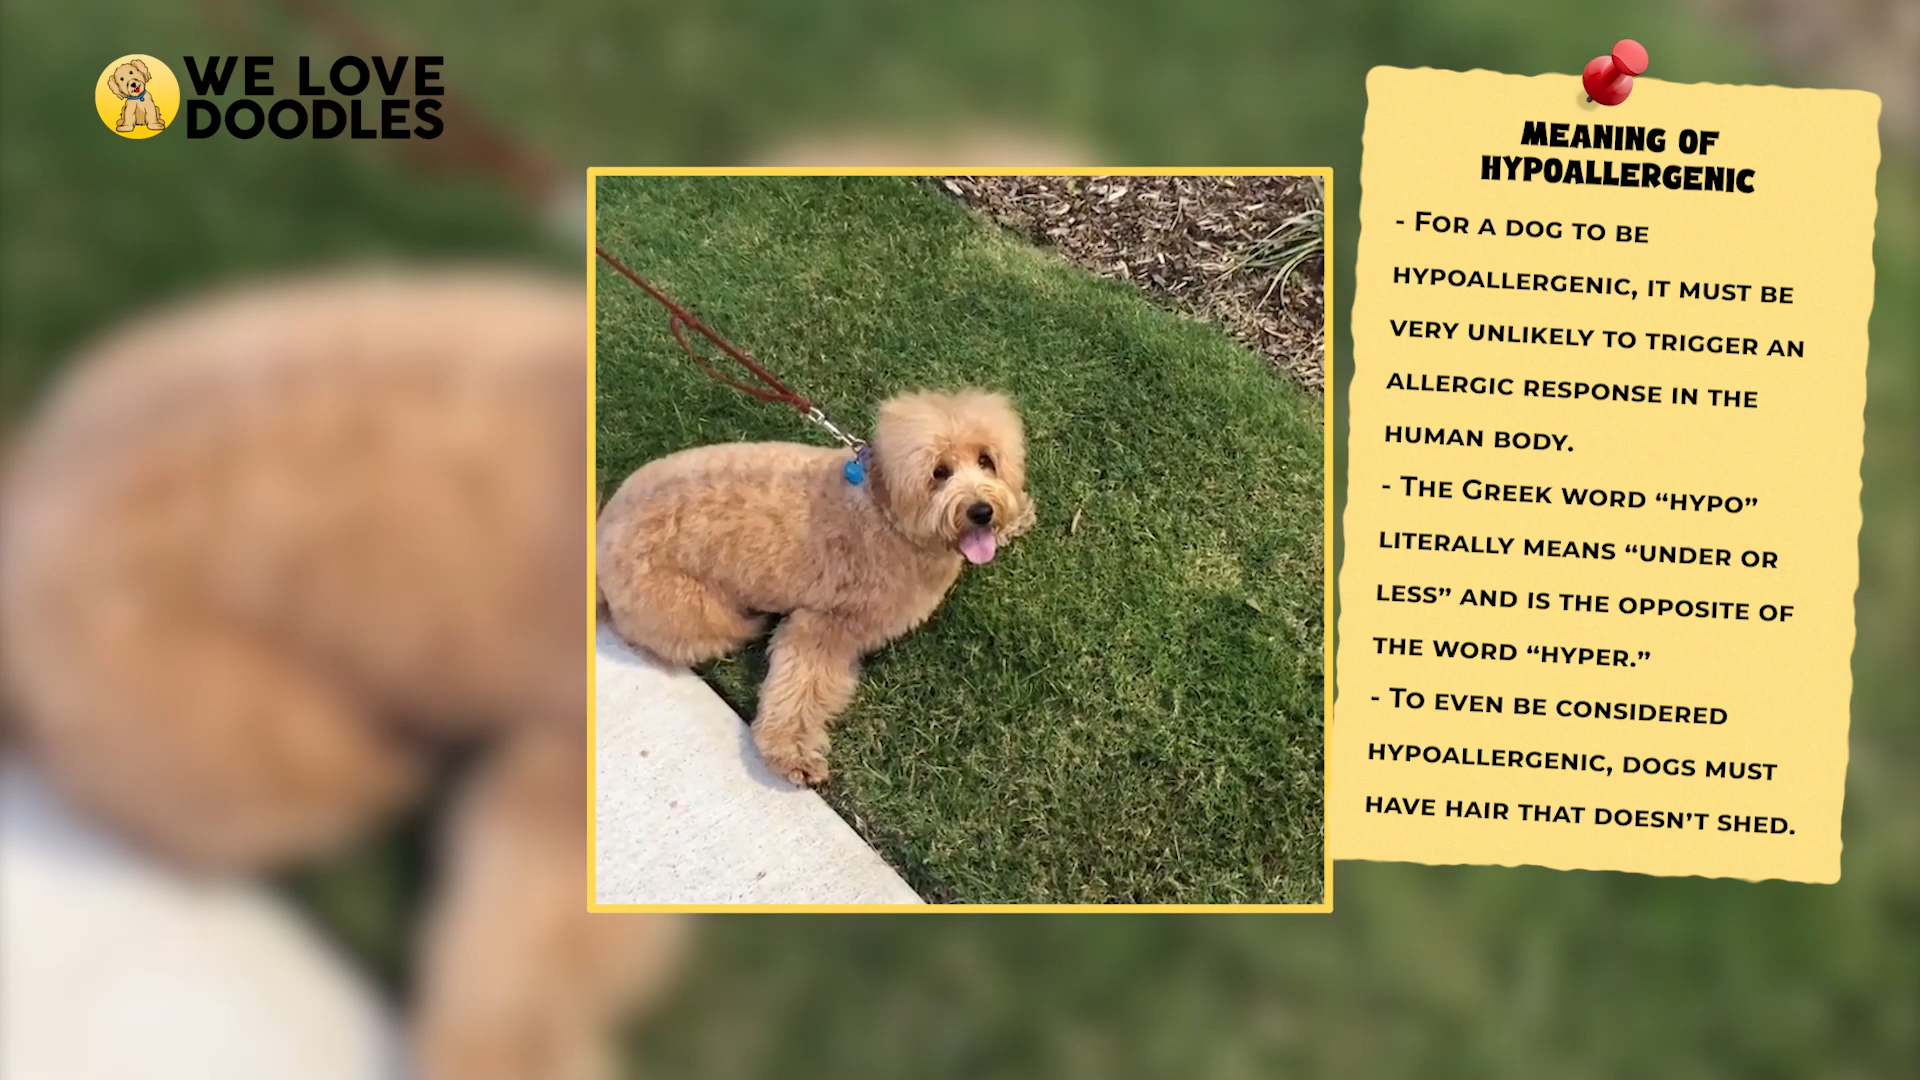 WE LOVE
DOODLES
MEANING OF
HYPOALLERGENIC
- FOR A DOG TO BE
HYPOALLERGENIC, IT MUST BE
VERY UNLIKELY TO TRIGGER AN
ALLERGIC RESPONSE IN THE
HUMAN BODY.
- THE GREEK WORD “HYPO”
LITERALLY MEANS “UNDER OR
LESS” AND IS THE OPPOSITE OF
THE WORD “HYPER.”
- TO EVEN BE CONSIDERED
HYPOALLERGENIC, DOGS MUST
HAVE HAIR THAT DOESN’T SHED.